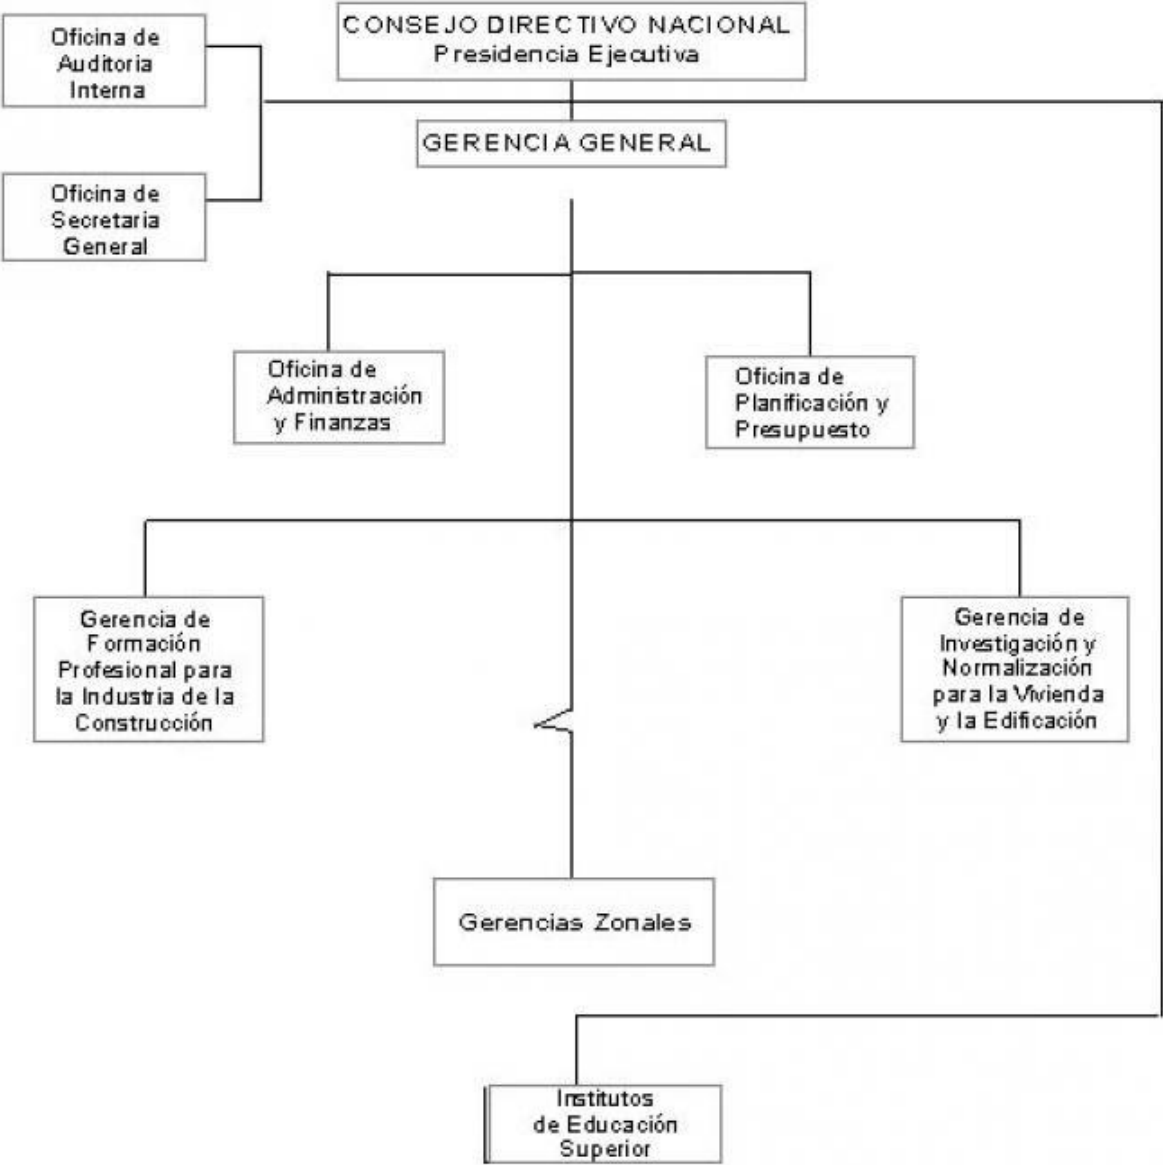 CONSEJO DIRECTIVO NACIONAL
Presidencia Ejecutiva
Oficina de
Auditoria
Interna
GERENCIA GENERAL
Oficina de
Secretaria
General
Oficina de
Administración
y Finanzas
Oficina de
Planificación y
Presupuesto
Gerencia de
Formación
Profesional para
la Industria de la
Construcción
Gerencia de
Investigación y
Normalización
para la Vivienda
y la Edificación
Gerencias Zonales
Institutos
de Educación
Superior